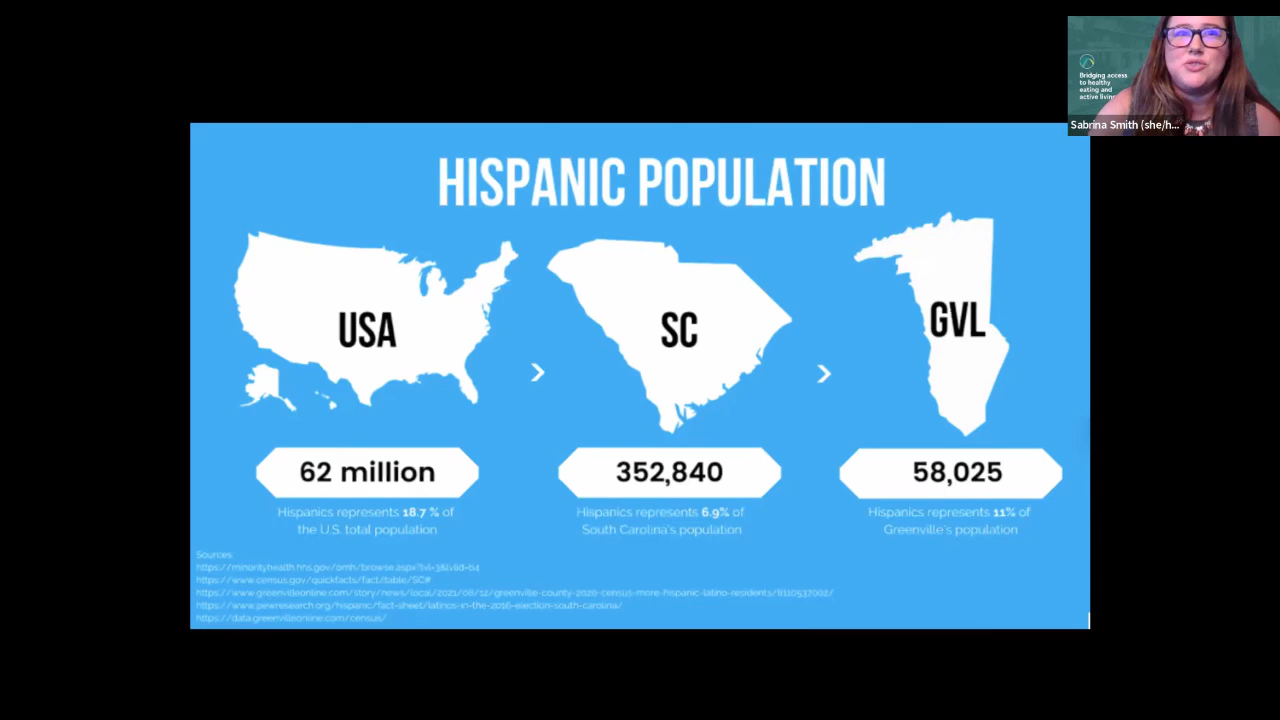 Bridging access
to healthy
eating and
active living
Sabrina Smith (she/h...
HISPANIC POPULATION
USA
SC
GVL
62 million
352,840
58,025
Hispanics represents 18.7 % of
the U.S. total population
Hispanics represents 6.9% of
South Carolina's population
Hispanics represents 11% of
Greenville's population
Sources:
https://minorityhealth.hhs.gov/omh/browse.aspx?lvl=3&lvlid=64
https://www.census.gov/quickfacts/fact/table/SC#
https://www.greenvilleonline.com/story/news/local/2021/08/12/greenville-county-2020-census-more-hispanic-latino-residents/8110537002/
https://www.pewresearch.org/hispanic/fact-sheet/latinos-in-the-2016-election-south-carolina/
https://data.greenvilleonline.com/census/